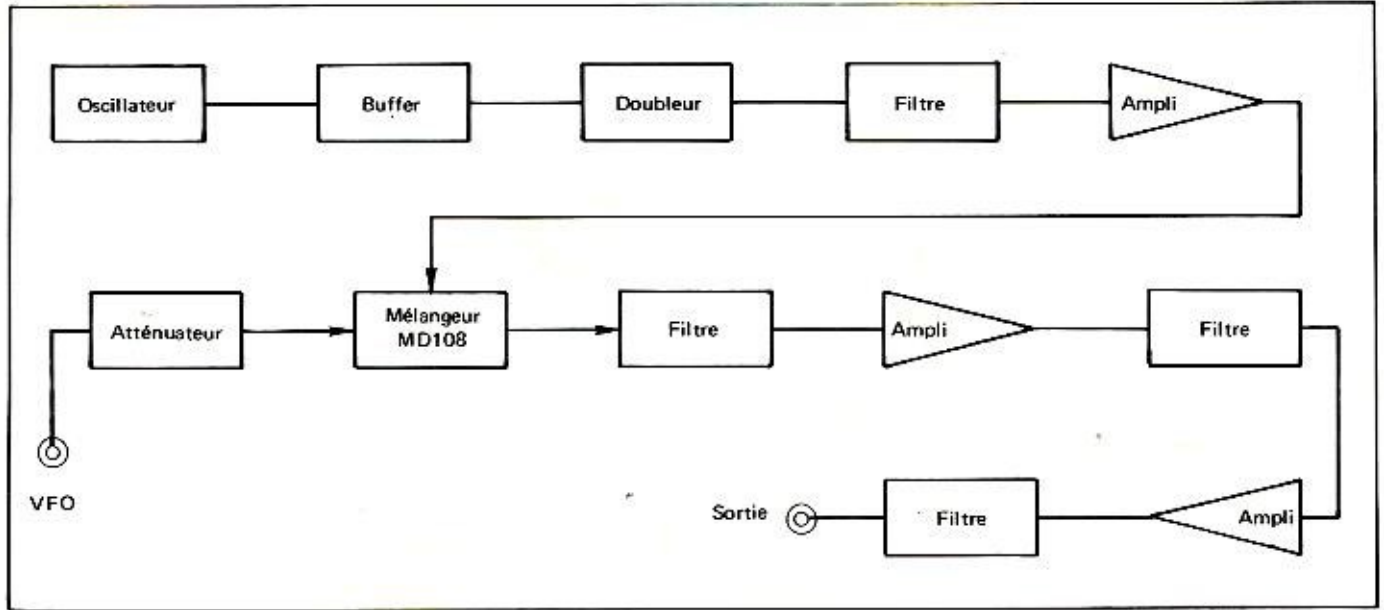 Oscillateur
Buffer
Doubleur
Filtre
Ampli
Atténuateur
Mélangeur
MD108
Filtre
Ampli
Filtre
VFO
Sortie
Filtre
Ampli